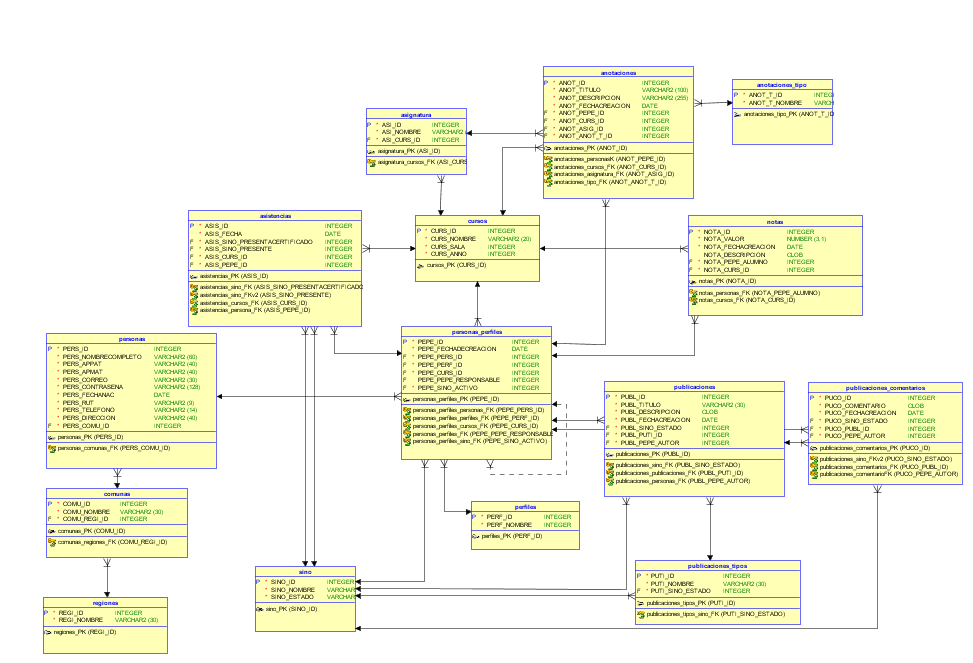 anotaciones
P * ANOT_ID INTEGER
* ANOT_TITULO VARCHAR2 (100)
* ANOT_DESCRIPCION VARCHAR2 (255)
* ANOT_FECHACREACION DATE
F * ANOT_PEPE_ID INTEGER
F * ANOT_CURS_ID INTEGER
F * ANOT_ASIG_ID INTEGER
F * ANOT_ANOT_T_ID INTEGER
anotaciones_PK (ANOT_ID)
anotaciones_personasK (ANOT_PEPE_ID)
anotaciones_cursos_FK (ANOT_CURS_ID)
anotaciones_asignatura_FK (ANOT_ASIG_ID)
anotaciones_tipo_FK (ANOT_ANOT_T_ID)
anotaciones_tipo
P * ANOT_T_ID INTEG
* ANOT_T_NOMBRE VARCH
anotaciones_tipo_PK (ANOT_T_ID
asignatura
P * ASI_ID INTEGER
* ASI_NOMBRE VARCHAR2
F * ASI_CURS_ID INTEGER
asignatura_PK (ASI_ID)
asignatura_cursos_FK (ASI_CURS
asistencias
P * ASIS_ID INTEGER
* ASIS_FECHA DATE
F * ASIS_SINO_PRESENTACERTIFICADO INTEGER
F * ASIS_SINO_PRESENTE INTEGER
F * ASIS_CURS_ID INTEGER
F * ASIS_PEPE_ID INTEGER
asistencias_PK (ASIS_ID)
asistencias_sino_FK (ASIS_SINO_PRESENTACERTIFICADO
asistencias_sino_FKv2 (ASIS_SINO_PRESENTE)
asistencias_cursos_FK (ASIS_CURS_ID)
asistencias_persona_FK (ASIS_PEPE_ID)
cursos
P * CURS_ID INTEGER
* CURS_NOMBRE VARCHAR2 (20)
* CURS_SALA INTEGER
* CURS_ANNO INTEGER
cursos_PK (CURS_ID)
notas
P * NOTA_ID INTEGER
* NOTA_VALOR NUMBER (3,1)
* NOTA_FECHACREACION DATE
NOTA_DESCRIPCION CLOB
F * NOTA_PEPE_ALUMNO INTEGER
F * NOTA_CURS_ID INTEGER
notas_PK (NOTA_ID)
notas_personas_FK (NOTA_PEPE_ALUMNO)
notas_cursos_FK (NOTA_CURS_ID)
personas
P * PERS_ID INTEGER
* PERS_NOMBRECOMPLETO VARCHAR2 (60)
* PERS_APPAT VARCHAR2 (40)
* PERS_APMAT VARCHAR2 (40)
* PERS_CORREO VARCHAR2 (30)
* PERS_CONTRASENA VARCHAR2 (128)
* PERS_FECHANAC DATE
* PERS_RUT VARCHAR2 (9)
* PERS_TELEFONO VARCHAR2 (14)
* PERS_DIRECCION VARCHAR2 (40)
F * PERS_COMU_ID INTEGER
personas_PK (PERS_ID)
personas_comunas_FK (PERS_COMU_ID)
personas_perfiles
P * PEPE_ID INTEGER
* PEPE_FECHADECREACION DATE
F * PEPE_PERS_ID INTEGER
F * PEPE_PERF_ID INTEGER
F * PEPE_CURS_ID INTEGER
F PEPE_PEPE_RESPONSABLE INTEGER
F * PEPE_SINO_ACTIVO INTEGER
personas_perfiles_PK (PEPE_ID)
personas_perfiles_personas_FK (PEPE_PERS_ID)
personas_perfiles_perfiles_FK (PEPE_PERF_ID)
personas_perfiles_cursos_FK (PEPE_CURS_ID)
personas_perfiles_FK (PEPE_PEPE_RESPONSABLE
personas_perfiles_sino_FK (PEPE_SINO_ACTIVO)
publicaciones
P * PUBL_ID INTEGER
* PUBL_TITULO VARCHAR2 (30)
* PUBL_DESCRIPCION CLOB
* PUBL_FECHACREACION DATE
F * PUBL_SINO_ESTADO INTEGER
F * PUBL_PUTI_ID INTEGER
F * PUBL_PEPE_AUTOR INTEGER
publicaciones_PK (PUBL_ID)
publicaciones_sino_FK (PUBL_SINO_ESTADO)
publicaciones_publicaciones_FK (PUBL_PUTI_ID)
publicaciones_personas_FK (PUBL_PEPE_AUTOR)
publicaciones_comentarios
P * PUCO_ID INTEGER
* PUCO_COMENTARIO CLOB
* PUCO_FECHACREACION DATE
F * PUCO_SINO_ESTADO INTEGER
F * PUCO_PUBL_ID INTEGER
F * PUCO_PEPE_AUTOR INTEGER
publicaciones_comentarios_PK (PUCO_ID)
publicaciones_sino_FKv2 (PUCO_SINO_ESTADO)
publicaciones_comentarios_FK (PUCO_PUBL_ID)
publicaciones_comentarioFK (PUCO_PEPE_AUTOR)
comunas
P * COMU_ID INTEGER
* COMU_NOMBRE VARCHAR2 (30)
F * COMU_REGI_ID INTEGER
comunas_PK (COMU_ID)
comunas_regiones_FK (COMU_REGI_ID)
perfiles
P * PERF_ID INTEGER
* PERF_NOMBRE INTEGER
perfiles_PK (PERF_ID)
sino
P * SINO_ID INTEGER
* SINO_NOMBRE VARCHAR
* SINO_ESTADO VARCHAR
sino_PK (SINO_ID)
publicaciones_tipos
P * PUTI_ID INTEGER
* PUTI_NOMBRE VARCHAR2 (30)
F * PUTI_SINO_ESTADO INTEGER
publicaciones_tipos_PK (PUTI_ID)
publicaciones_tipos_sino_FK (PUTI_SINO_ESTADO)
regiones
P * REGI_ID INTEGER
* REGI_NOMBRE VARCHAR2 (30)
regiones_PK (REGI_ID)